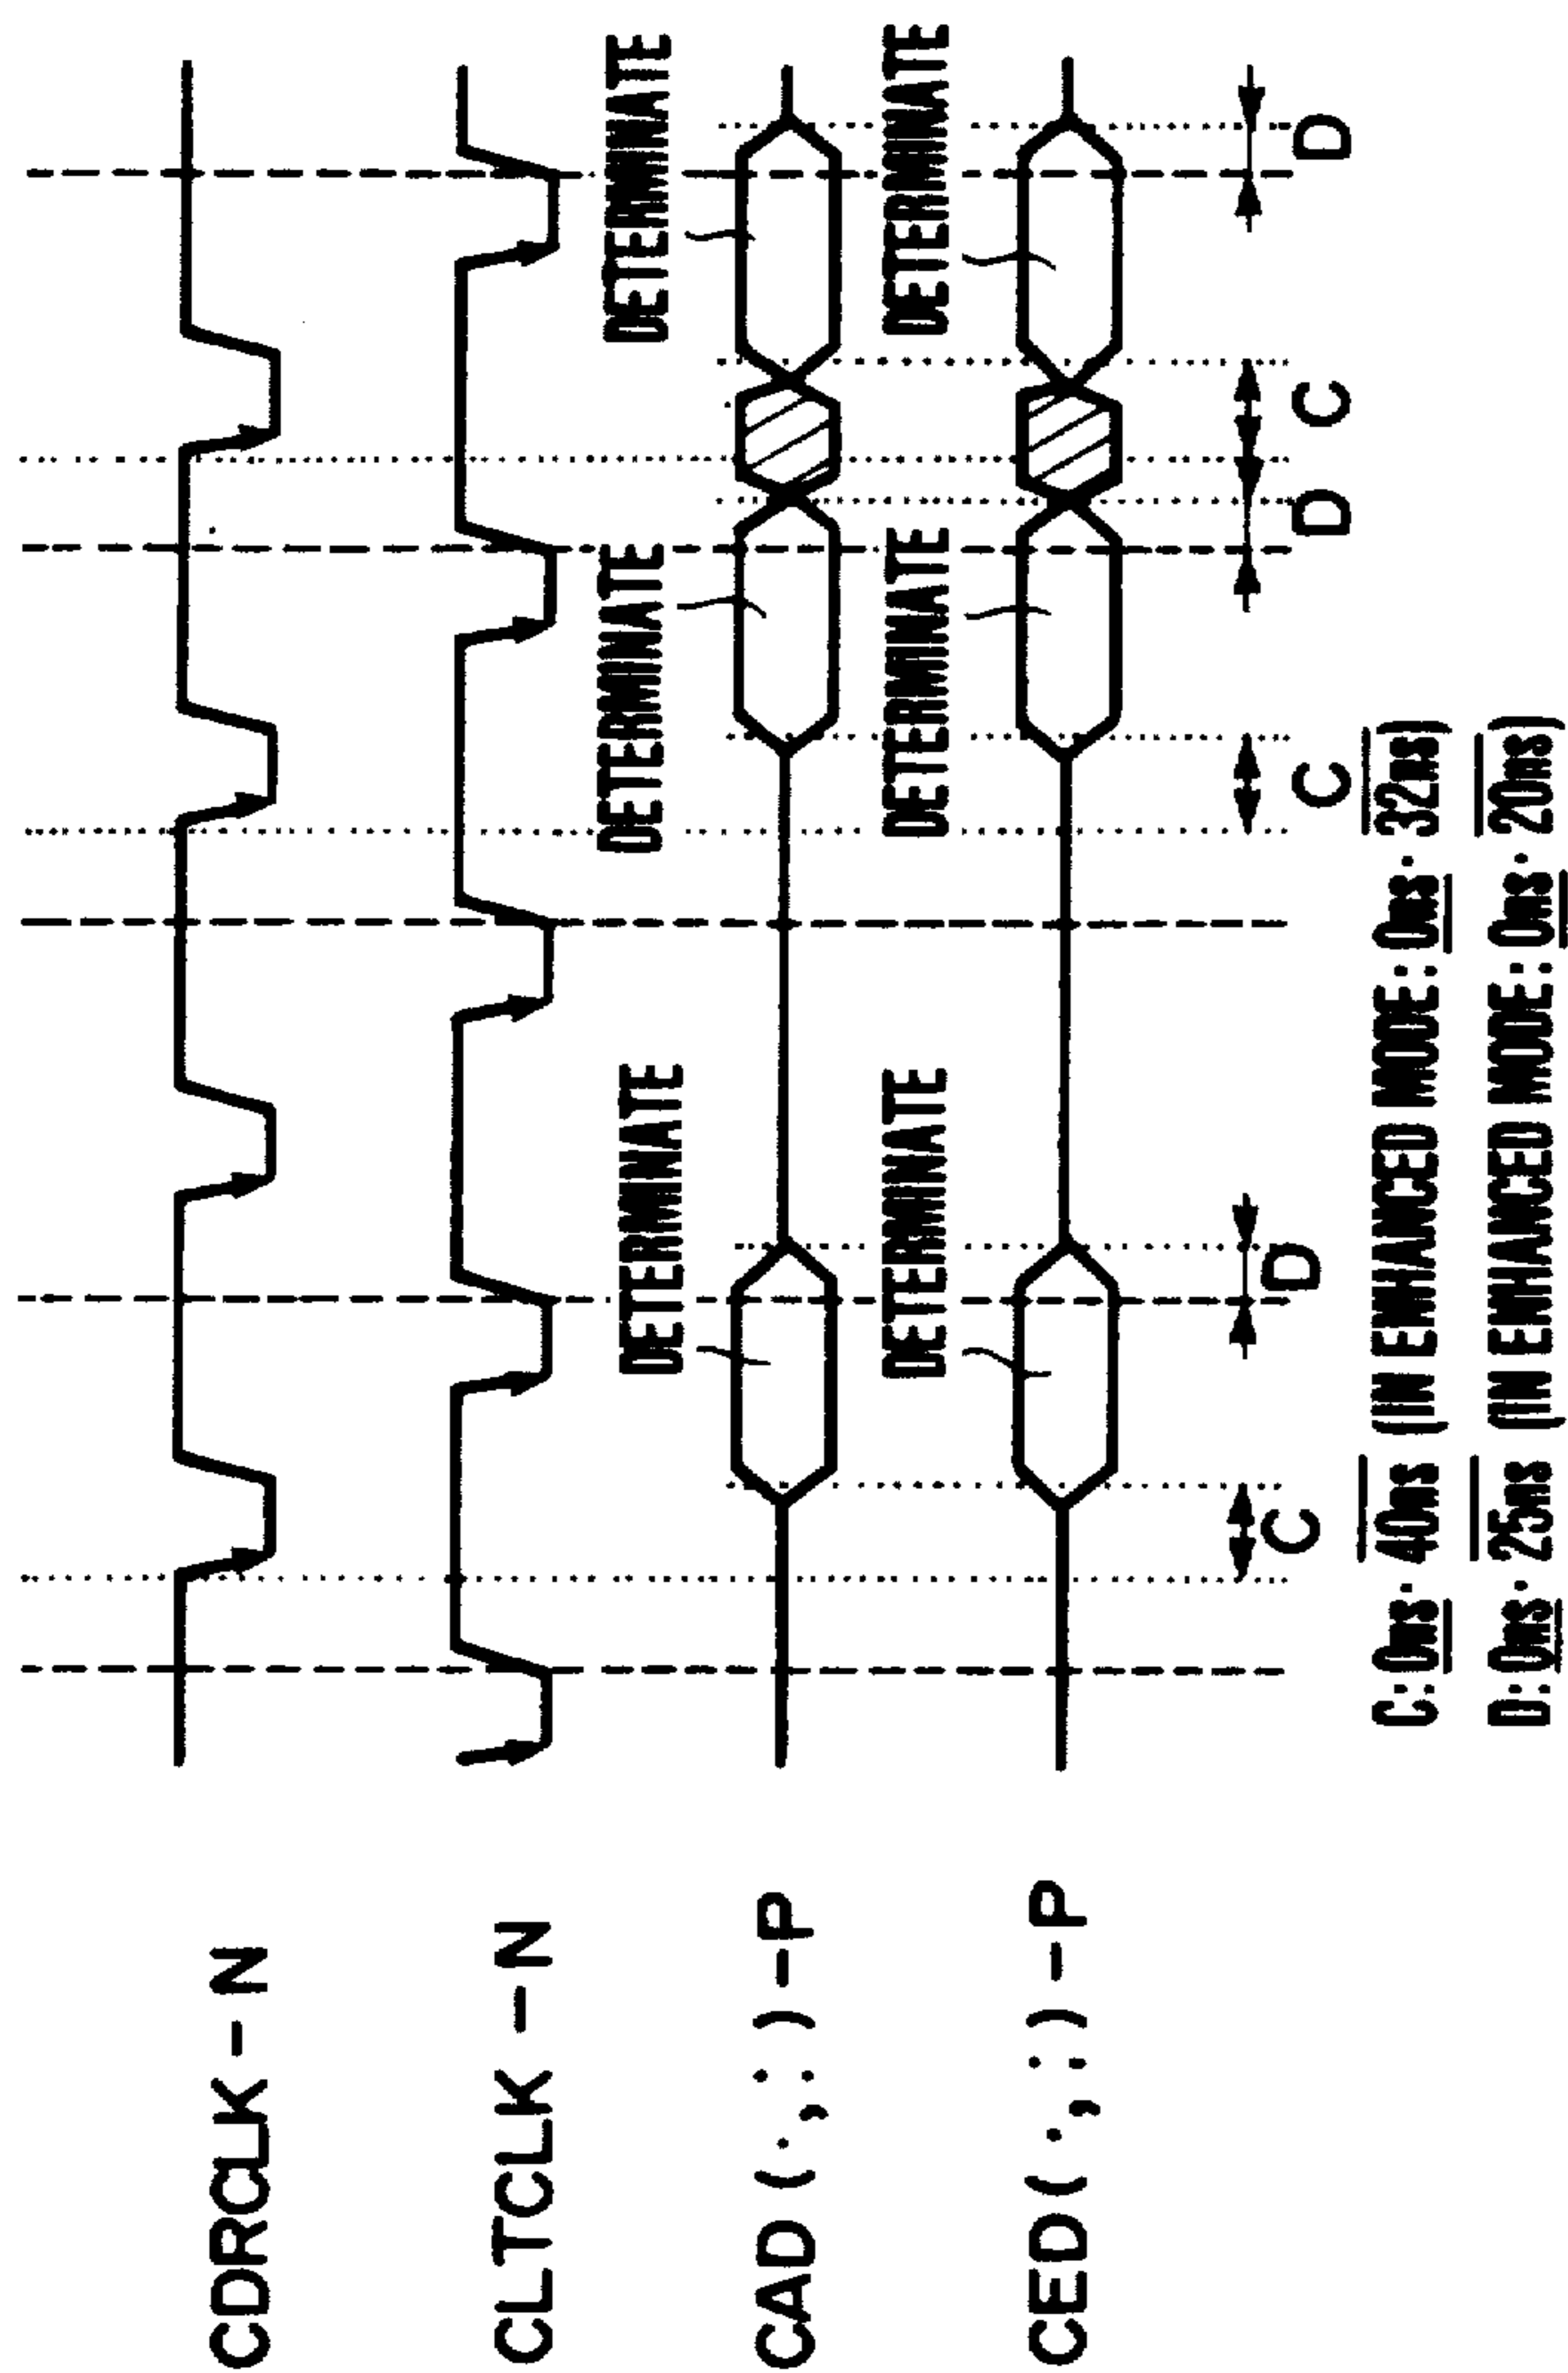 CDRCLK-N
CLTCLK-N
CAD(·,:)-P
DETERMINATE
DETERMINATE
DETERMINATE
CED(·,:)-P
DETERMINATE
DETERMINATE
DETERMINATE
C
D
C
D
C
D
C: 0ns· 40ns (IN ENHANCED MODE: 0ns· 32ns)
D: 0ns· 25ns (IN ENHANCED MODE: 0ns· 20ns)